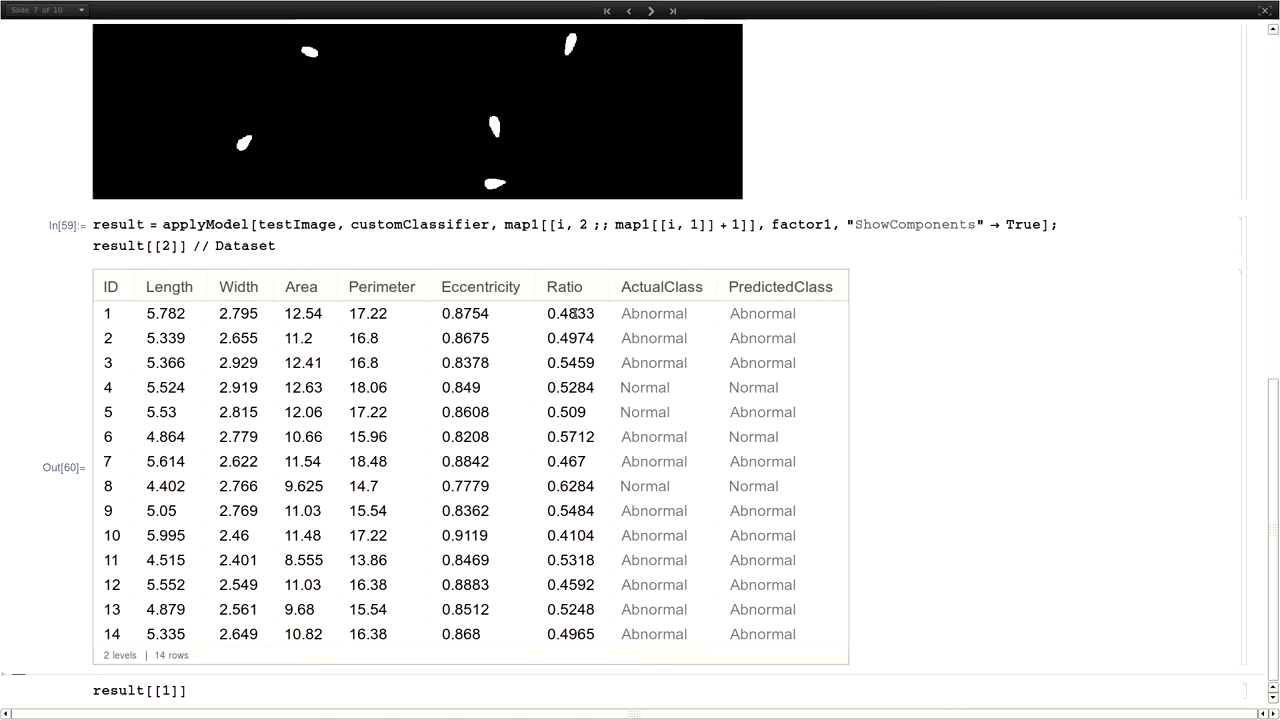 Slide 7 of 10
In[59]:= result = applyModel[testImage, customClassifier, map1[[i, 2 ;; map1[[i, 1]] + 1]], factor1, "ShowComponents" → True];
result[[2]] // Dataset
ID Length Width Area Perimeter Eccentricity Ratio ActualClass PredictedClass
1 5.782 2.795 12.54 17.22 0.8754 0.4833 Abnormal Abnormal
2 5.339 2.655 11.2 16.8 0.8675 0.4974 Abnormal Abnormal
3 5.366 2.929 12.41 16.8 0.8378 0.5459 Abnormal Abnormal
4 5.524 2.919 12.63 18.06 0.849 0.5284 Normal Normal
5 5.53 2.815 12.06 17.22 0.8608 0.509 Normal Abnormal
6 4.864 2.779 10.66 15.96 0.8208 0.5712 Abnormal Normal
Out[60]= 7 5.614 2.622 11.54 18.48 0.8842 0.467 Abnormal Abnormal
8 4.402 2.766 9.625 14.7 0.7779 0.6284 Normal Normal
9 5.05 2.769 11.03 15.54 0.8362 0.5484 Abnormal Abnormal
10 5.995 2.46 11.48 17.22 0.9119 0.4104 Abnormal Abnormal
11 4.515 2.401 8.555 13.86 0.8469 0.5318 Abnormal Abnormal
12 5.552 2.549 11.03 16.38 0.8883 0.4592 Abnormal Abnormal
13 4.879 2.561 9.68 15.54 0.8512 0.5248 Abnormal Abnormal
14 5.335 2.649 10.82 16.38 0.868 0.4965 Abnormal Abnormal
2 levels | 14 rows
result[[1]]